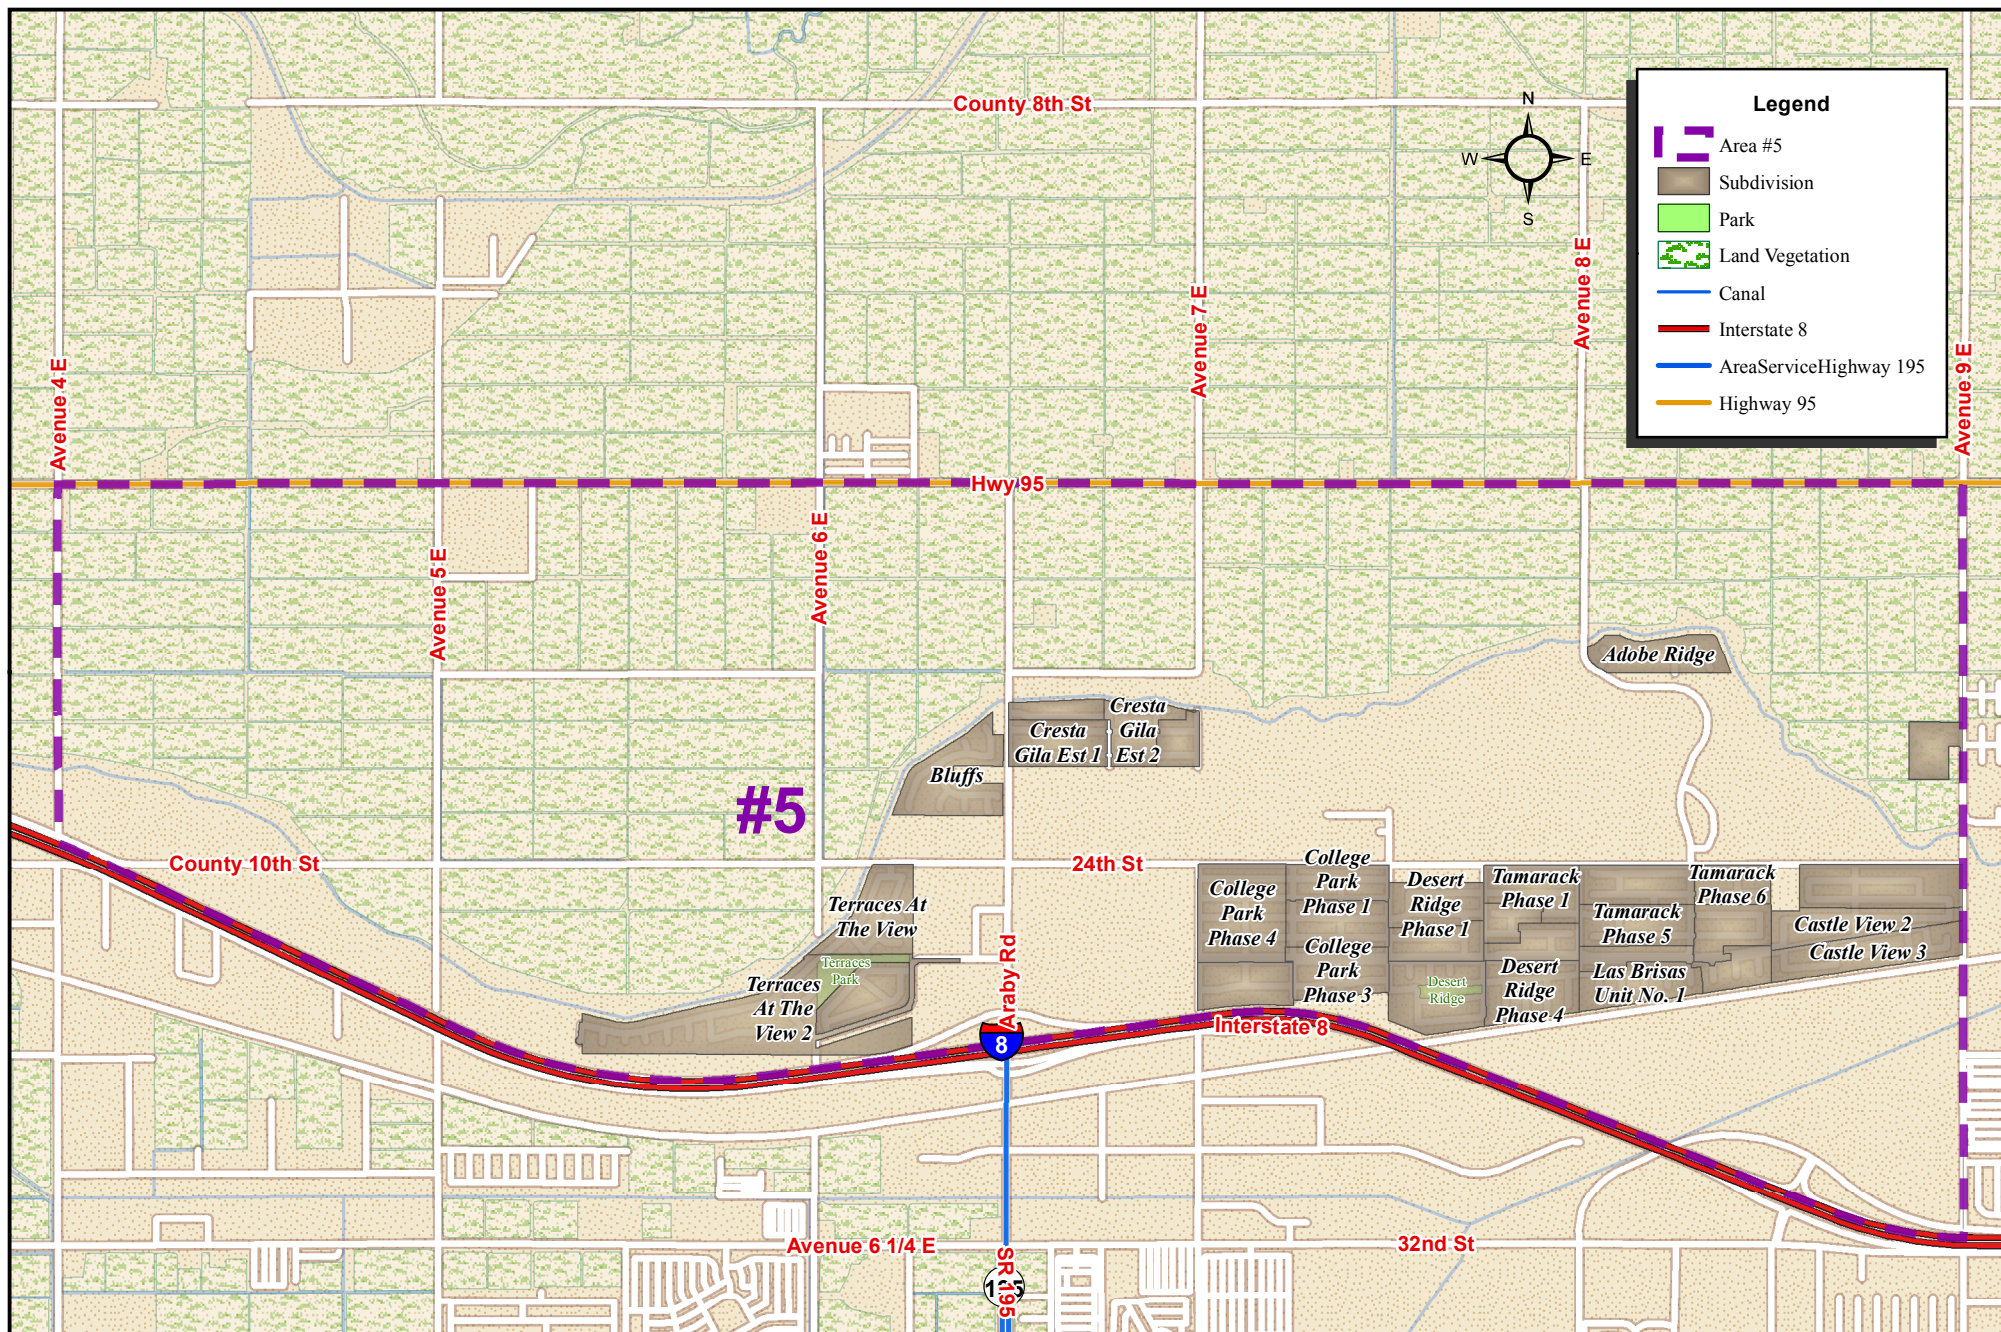 County 8th St
N
W
E
S
Legend
Area #5
Subdivision
Park
Land Vegetation
Canal
Interstate 8
AreaServiceHighway 195
Highway 95
Avenue 4 E
Avenue 7 E
Avenue 8 E
Avenue 9 E
Hwy 95
Avenue 5 E
Avenue 6 E
Adobe Ridge
Cresta
Gila Est 1
Cresta
Gila
Est 2
Bluffs
#5
County 10th St
24th St
Terraces At
The View
Terraces
Park
Terraces
At The
View 2
Araby Rd
College
Park
Phase 4
College
Park
Phase 1
College
Park
Phase 3
Desert
Ridge
Phase 1
Desert
Ridge
Tamarack
Phase 1
Desert
Ridge
Phase 4
Tamarack
Phase 5
Las Brisas
Unit No. 1
Tamarack
Phase 6
Castle View 2
Castle View 3
Interstate 8
8
Avenue 6 1/4 E
32nd St
SR 195
195